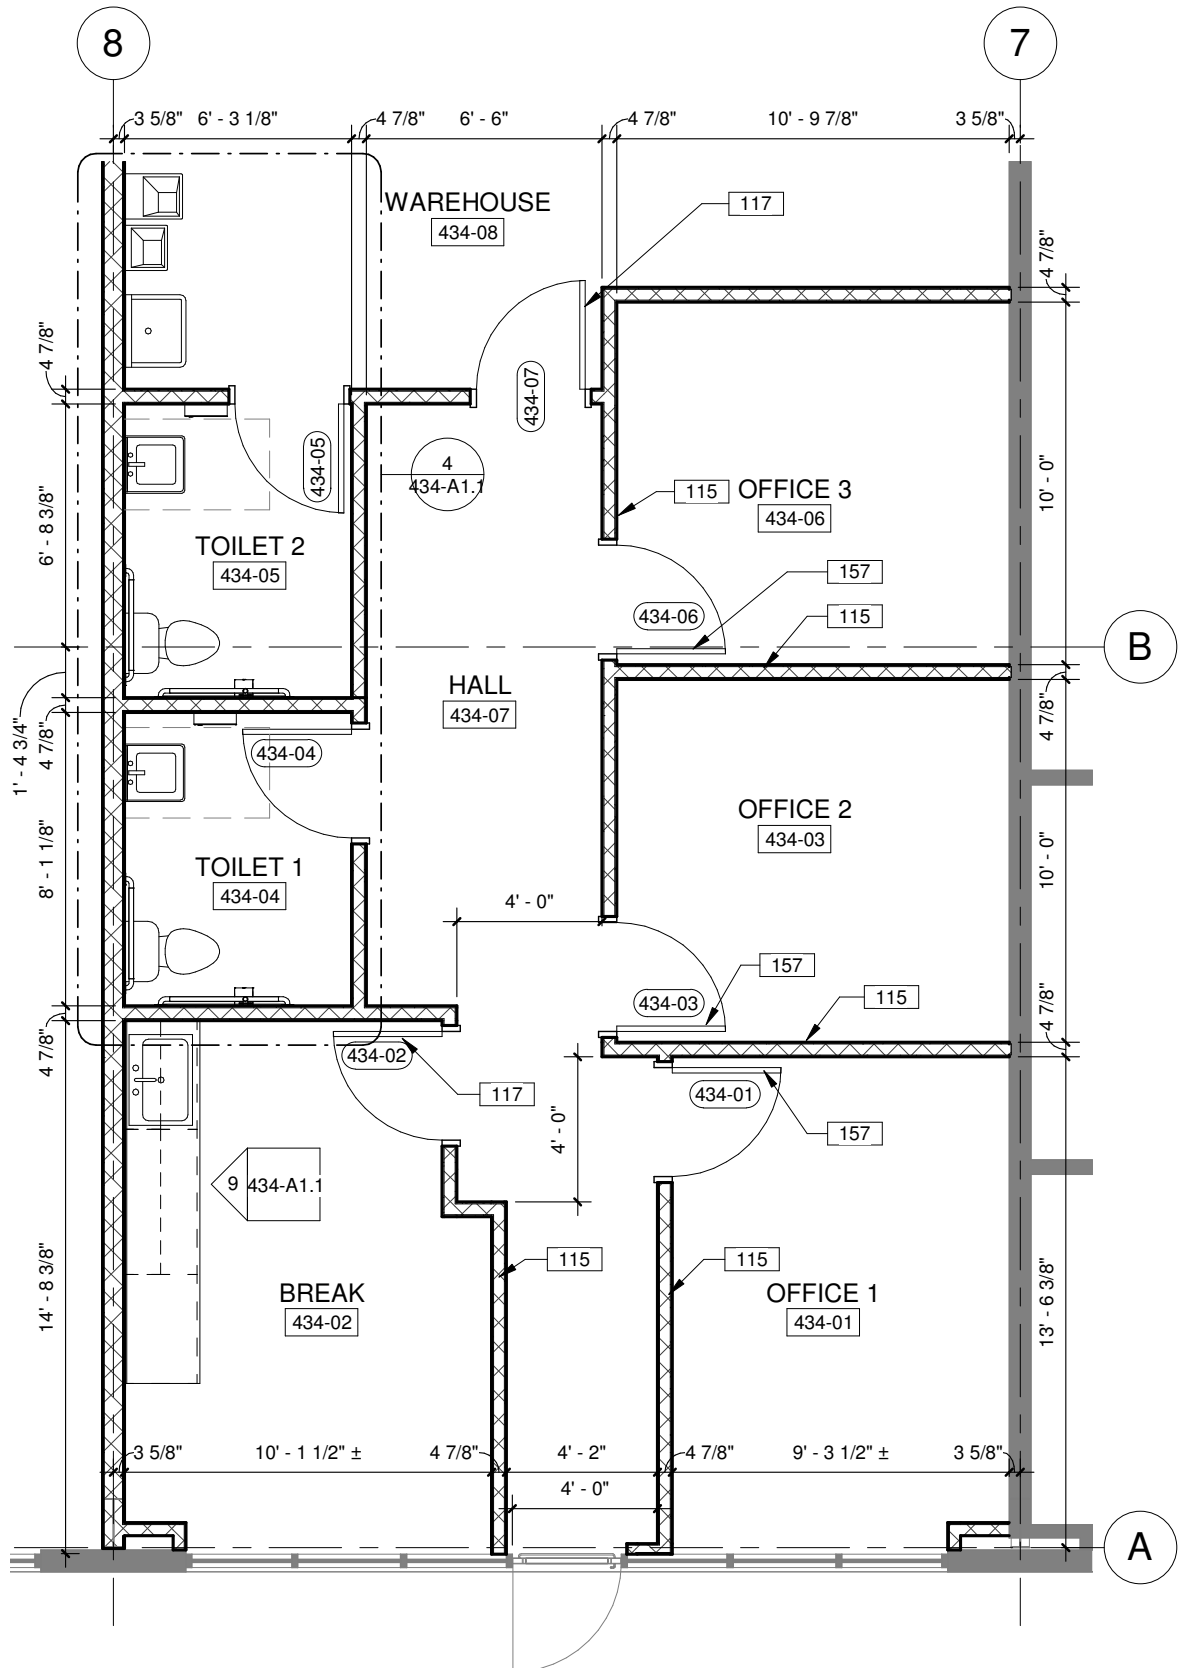 8
7
3 5/8" 6' - 3 1/8" 4 7/8" 6' - 6" 4 7/8" 10' - 9 7/8" 3 5/8"
WAREHOUSE
434-08
117
4 7/8"
4 7/8"
434-07
434-05
4
434-A1.1
115
OFFICE 3
434-06
10' - 0"
6' - 8 3/8"
TOILET 2
434-05
157
434-06
115
B
HALL
434-07
1' - 4 3/4"
4 7/8"
4 7/8"
434-04
OFFICE 2
434-03
8' - 1 1/8"
TOILET 1
434-04
4' - 0"
10' - 0"
157
434-03
115
4 7/8"
4 7/8"
434-02
117
434-01
4' - 0"
157
9
434-A1.1
115
115
BREAK
434-02
OFFICE 1
434-01
14' - 8 3/8"
13' - 6 3/8"
3 5/8" 10' - 1 1/2" ± 4 7/8" 4' - 2" 4 7/8" 9' - 3 1/2" ± 3 5/8"
4' - 0"
A